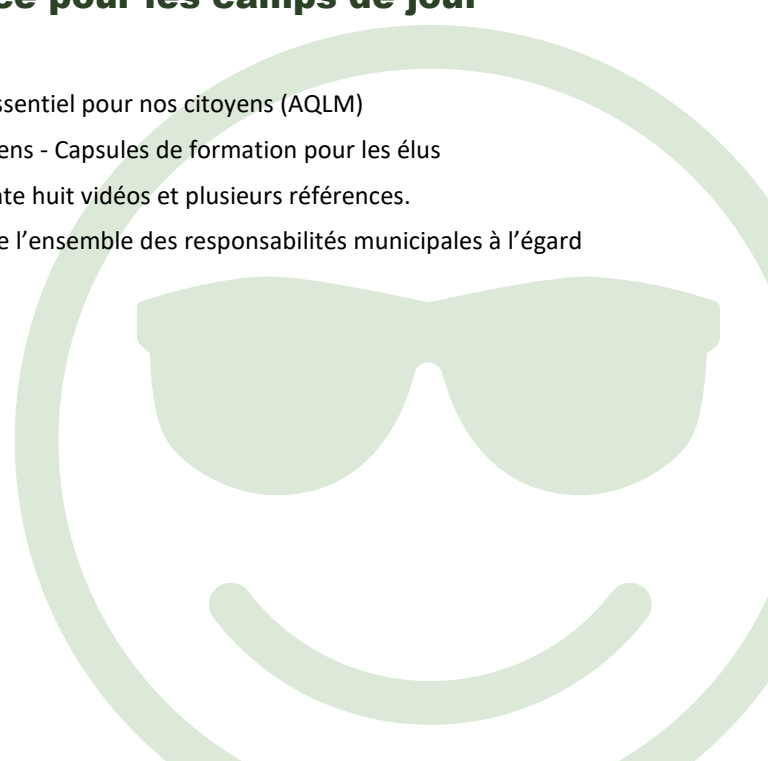 ce pour les camps de jour
ssentiel pour nos citoyens (AQLM)
ens - Capsules de formation pour les élus
te huit vidéos et plusieurs références.
e l’ensemble des responsabilités municipales à l’égard